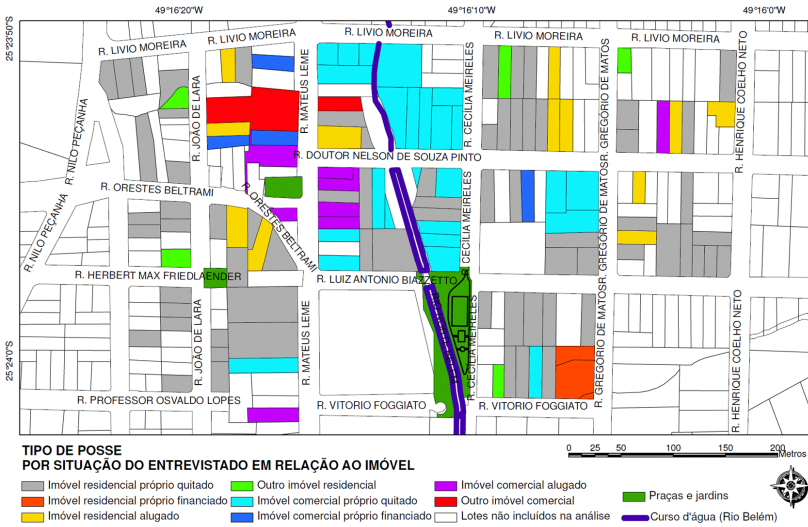 49°16'20"W
49°16'10"W
49°16'0"W
25°23'50"S
25°24'0"S
R. LIVIO MOREIRA
R. LIVIO MOREIRA
R. LIVIO MOREIRA
R. LIVIO MOREIRA
R. LIVIO MOREIRA
R. NILO PEÇANHA
R. NILO PEÇANHA
R. JOÃO DE LARA
R. JOÃO DE LARA
R. MATEUS LEME
R. MATEUS LEME
R. CECILIA MEIRELES
R. CECILIA MEIRELES
R. CECILIA MEIRELES
R. GREGÓRIO DE MATOS
R. GREGÓRIO DE MATOS
R. GREGÓRIO DE MATOS
R. HENRIQUE COELHO NETO
R. HENRIQUE COELHO NETO
R. DOUTOR NELSON DE SOUZA PINTO
R. ORESTES BELTRAMI
R. ORESTES BELTRAMI
R. HERBERT MAX FRIEDLAENDER
R. LUIZ ANTONIO BIAZZETTO
R. PROFESSOR OSVALDO LOPES
R. VITORIO FOGGIATO
R. VITORIO FOGGIATO
TIPO DE POSSE
POR SITUAÇÃO DO ENTREVISTADO EM RELAÇÃO AO IMÓVEL
0 25 50 100 150 200
Metros
Imóvel residencial próprio quitado
Imóvel residencial próprio financiado
Imóvel residencial alugado
Outro imóvel residencial
Imóvel comercial próprio quitado
Imóvel comercial próprio financiado
Imóvel comercial alugado
Outro imóvel comercial
Lotes não incluídos na análise
Praças e jardins
Curso d'água (Rio Belém)